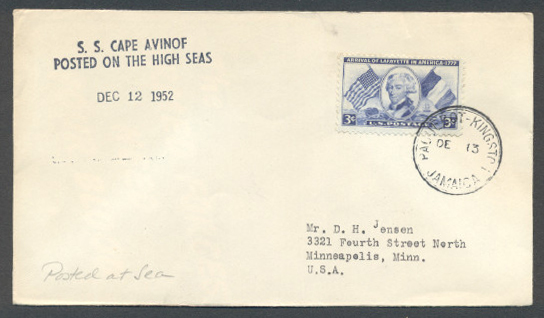 S. S. CAPE AVINOF
POSTED ON THE HIGH SEAS
DEC 12 1952
ARRIVAL OF LAFAYETTE IN AMERICA-1777
3¢ U.S. POSTAGE 3¢
KINGSTON
DE 13
JAMAICA
Mr. D. H. Jensen
3321 Fourth Street North
Minneapolis, Minn.
U.S.A.
Posted at Sea